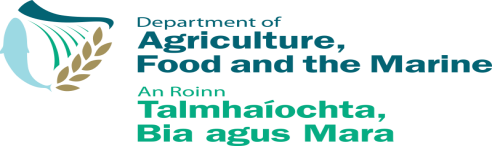 Department of
Agriculture,
Food and the Marine
An Roinn
Talmhaíochta,
Bia agus Mara